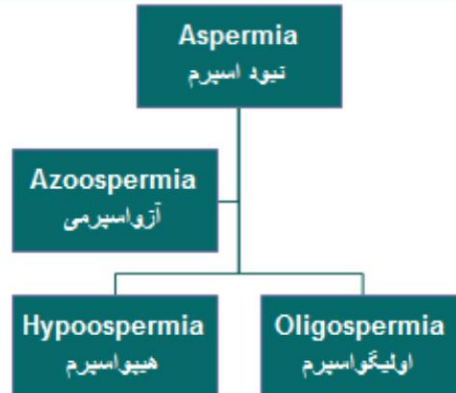 Aspermia
نبود اسپرم
Azoospermia
آزواسپرمی
Hypoospermia
هیپواسپرم
Oligospermia
اولیگواسپرم